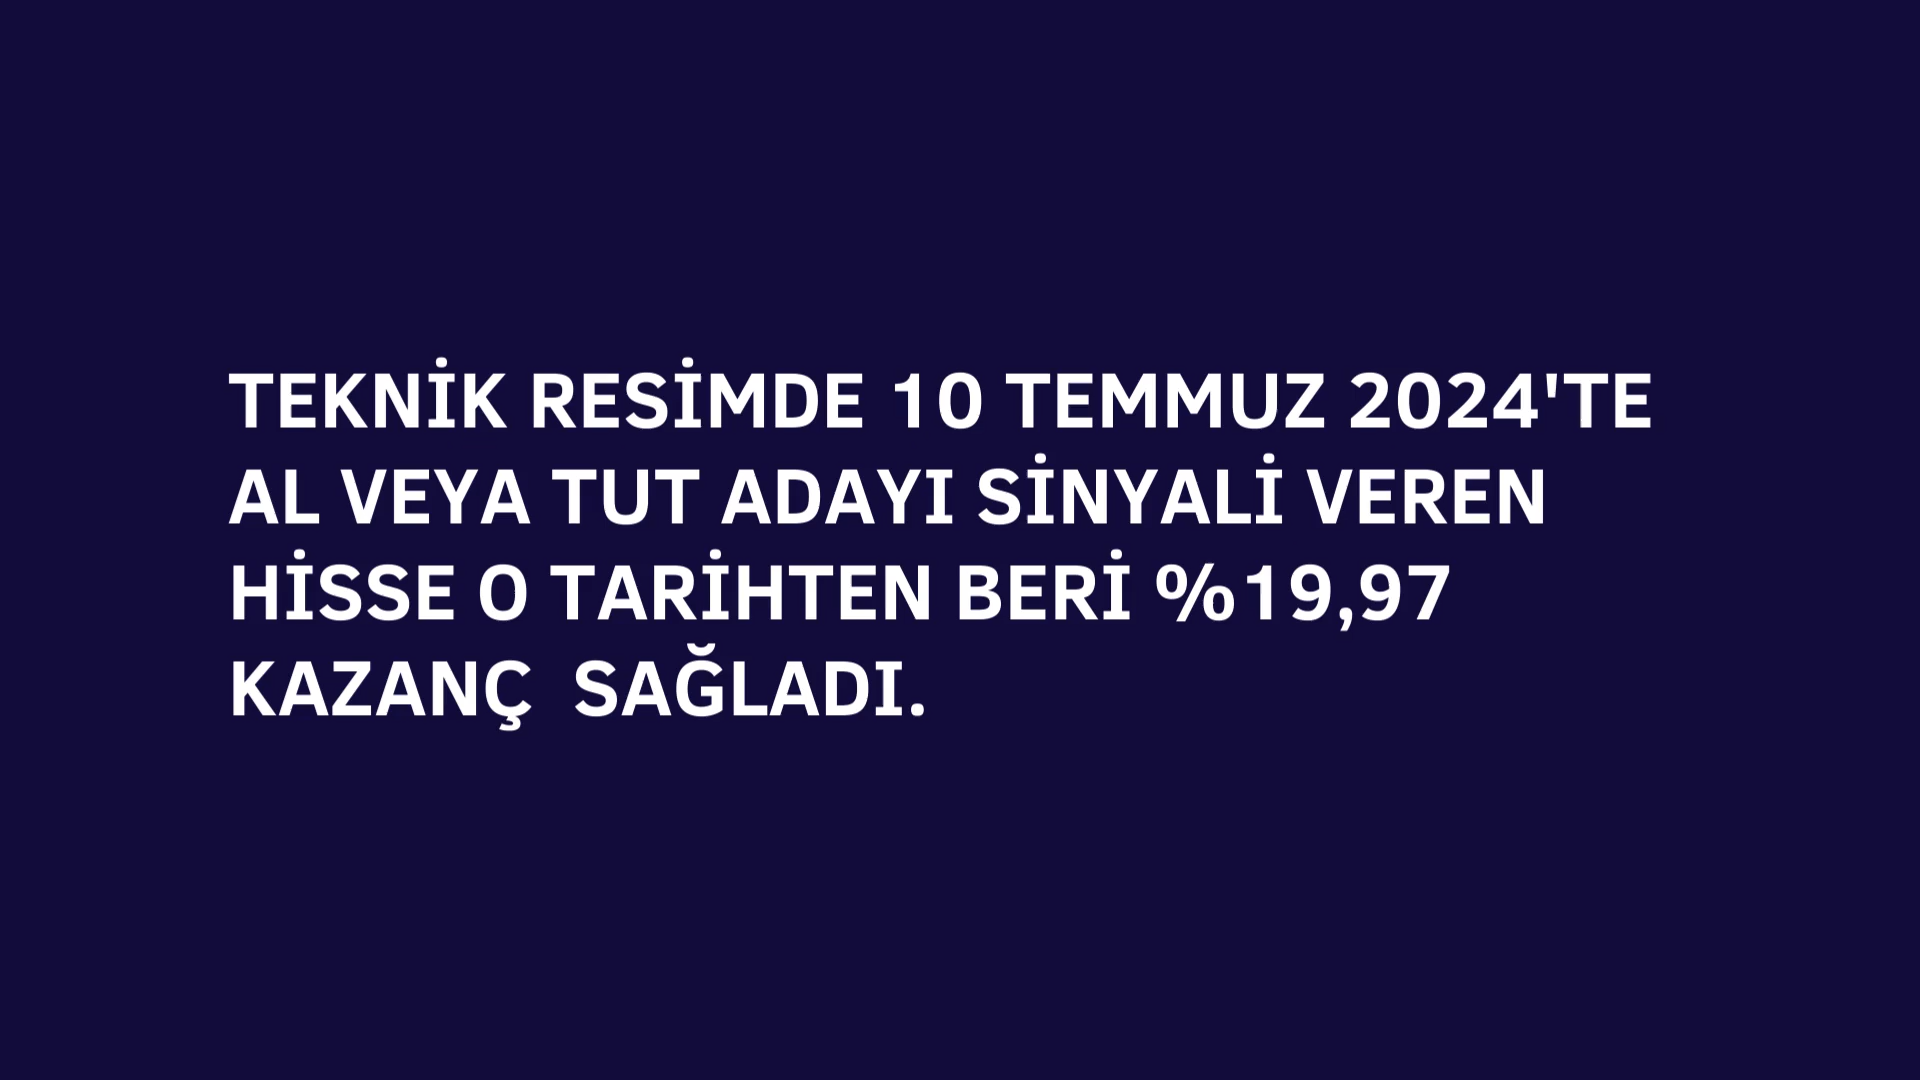 TEKNİK RESİMDE 10 TEMMUZ 2024'TE
AL VEYA TUT ADAYI SİNYALİ VEREN
HİSSE O TARİHTEN BERİ %19,97
KAZANÇ  SAĞLADI.